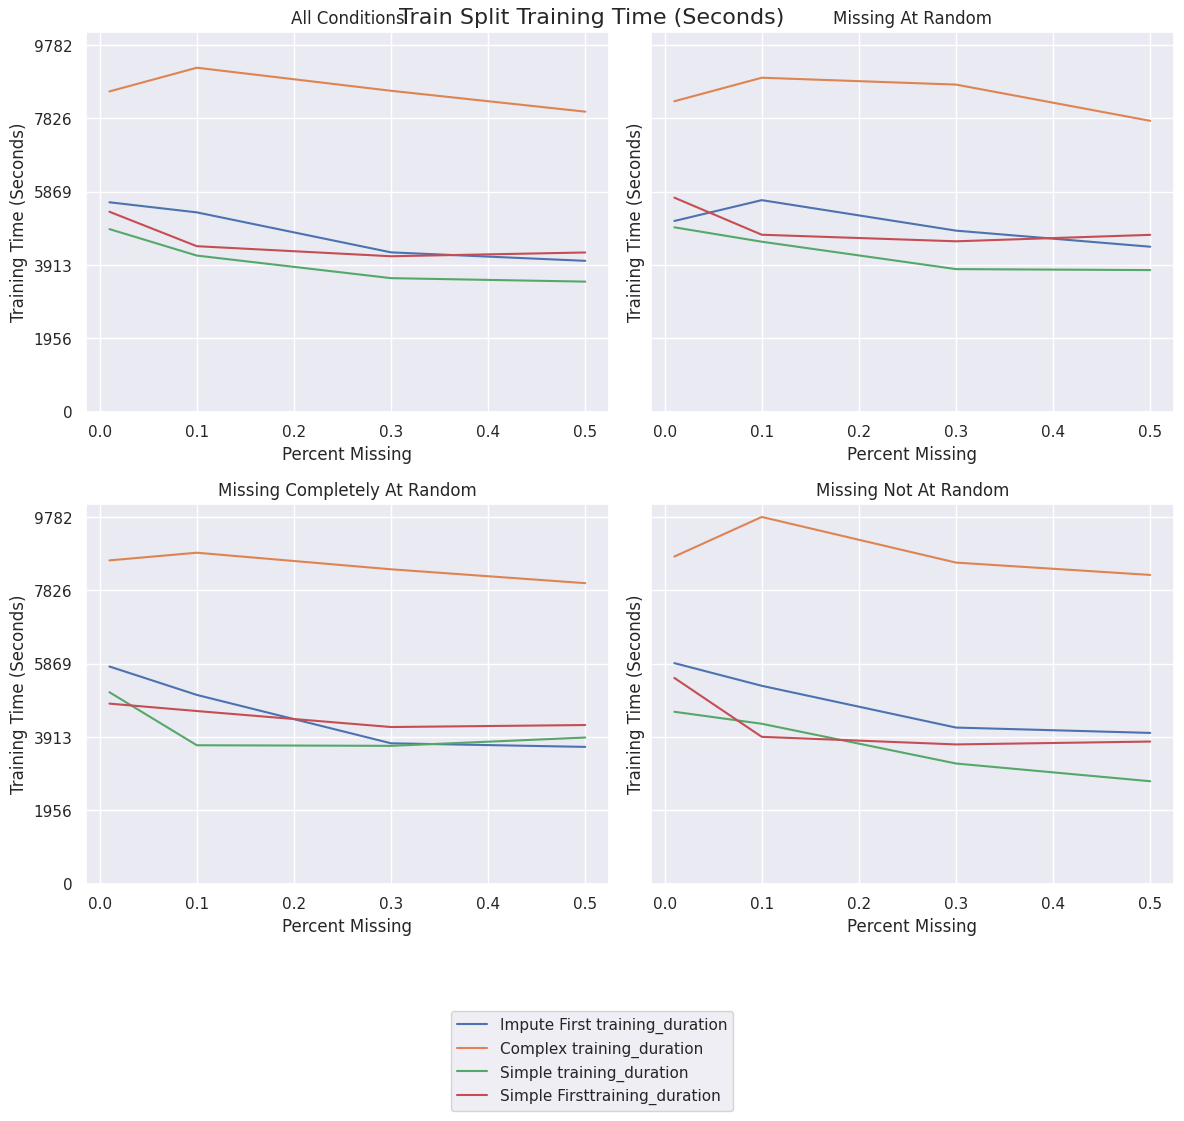 Train Split Training Time (Seconds)
All Conditions
Missing At Random
Training Time (Seconds)
9782
7826
5869
3913
1956
0
0.0 0.1 0.2 0.3 0.4 0.5
Percent Missing
Training Time (Seconds)
0.0 0.1 0.2 0.3 0.4 0.5
Percent Missing
Missing Completely At Random
Missing Not At Random
Training Time (Seconds)
9782
7826
5869
3913
1956
0
0.0 0.1 0.2 0.3 0.4 0.5
Percent Missing
Training Time (Seconds)
0.0 0.1 0.2 0.3 0.4 0.5
Percent Missing
Impute First training_duration
Complex training_duration
Simple training_duration
Simple Firsttraining_duration